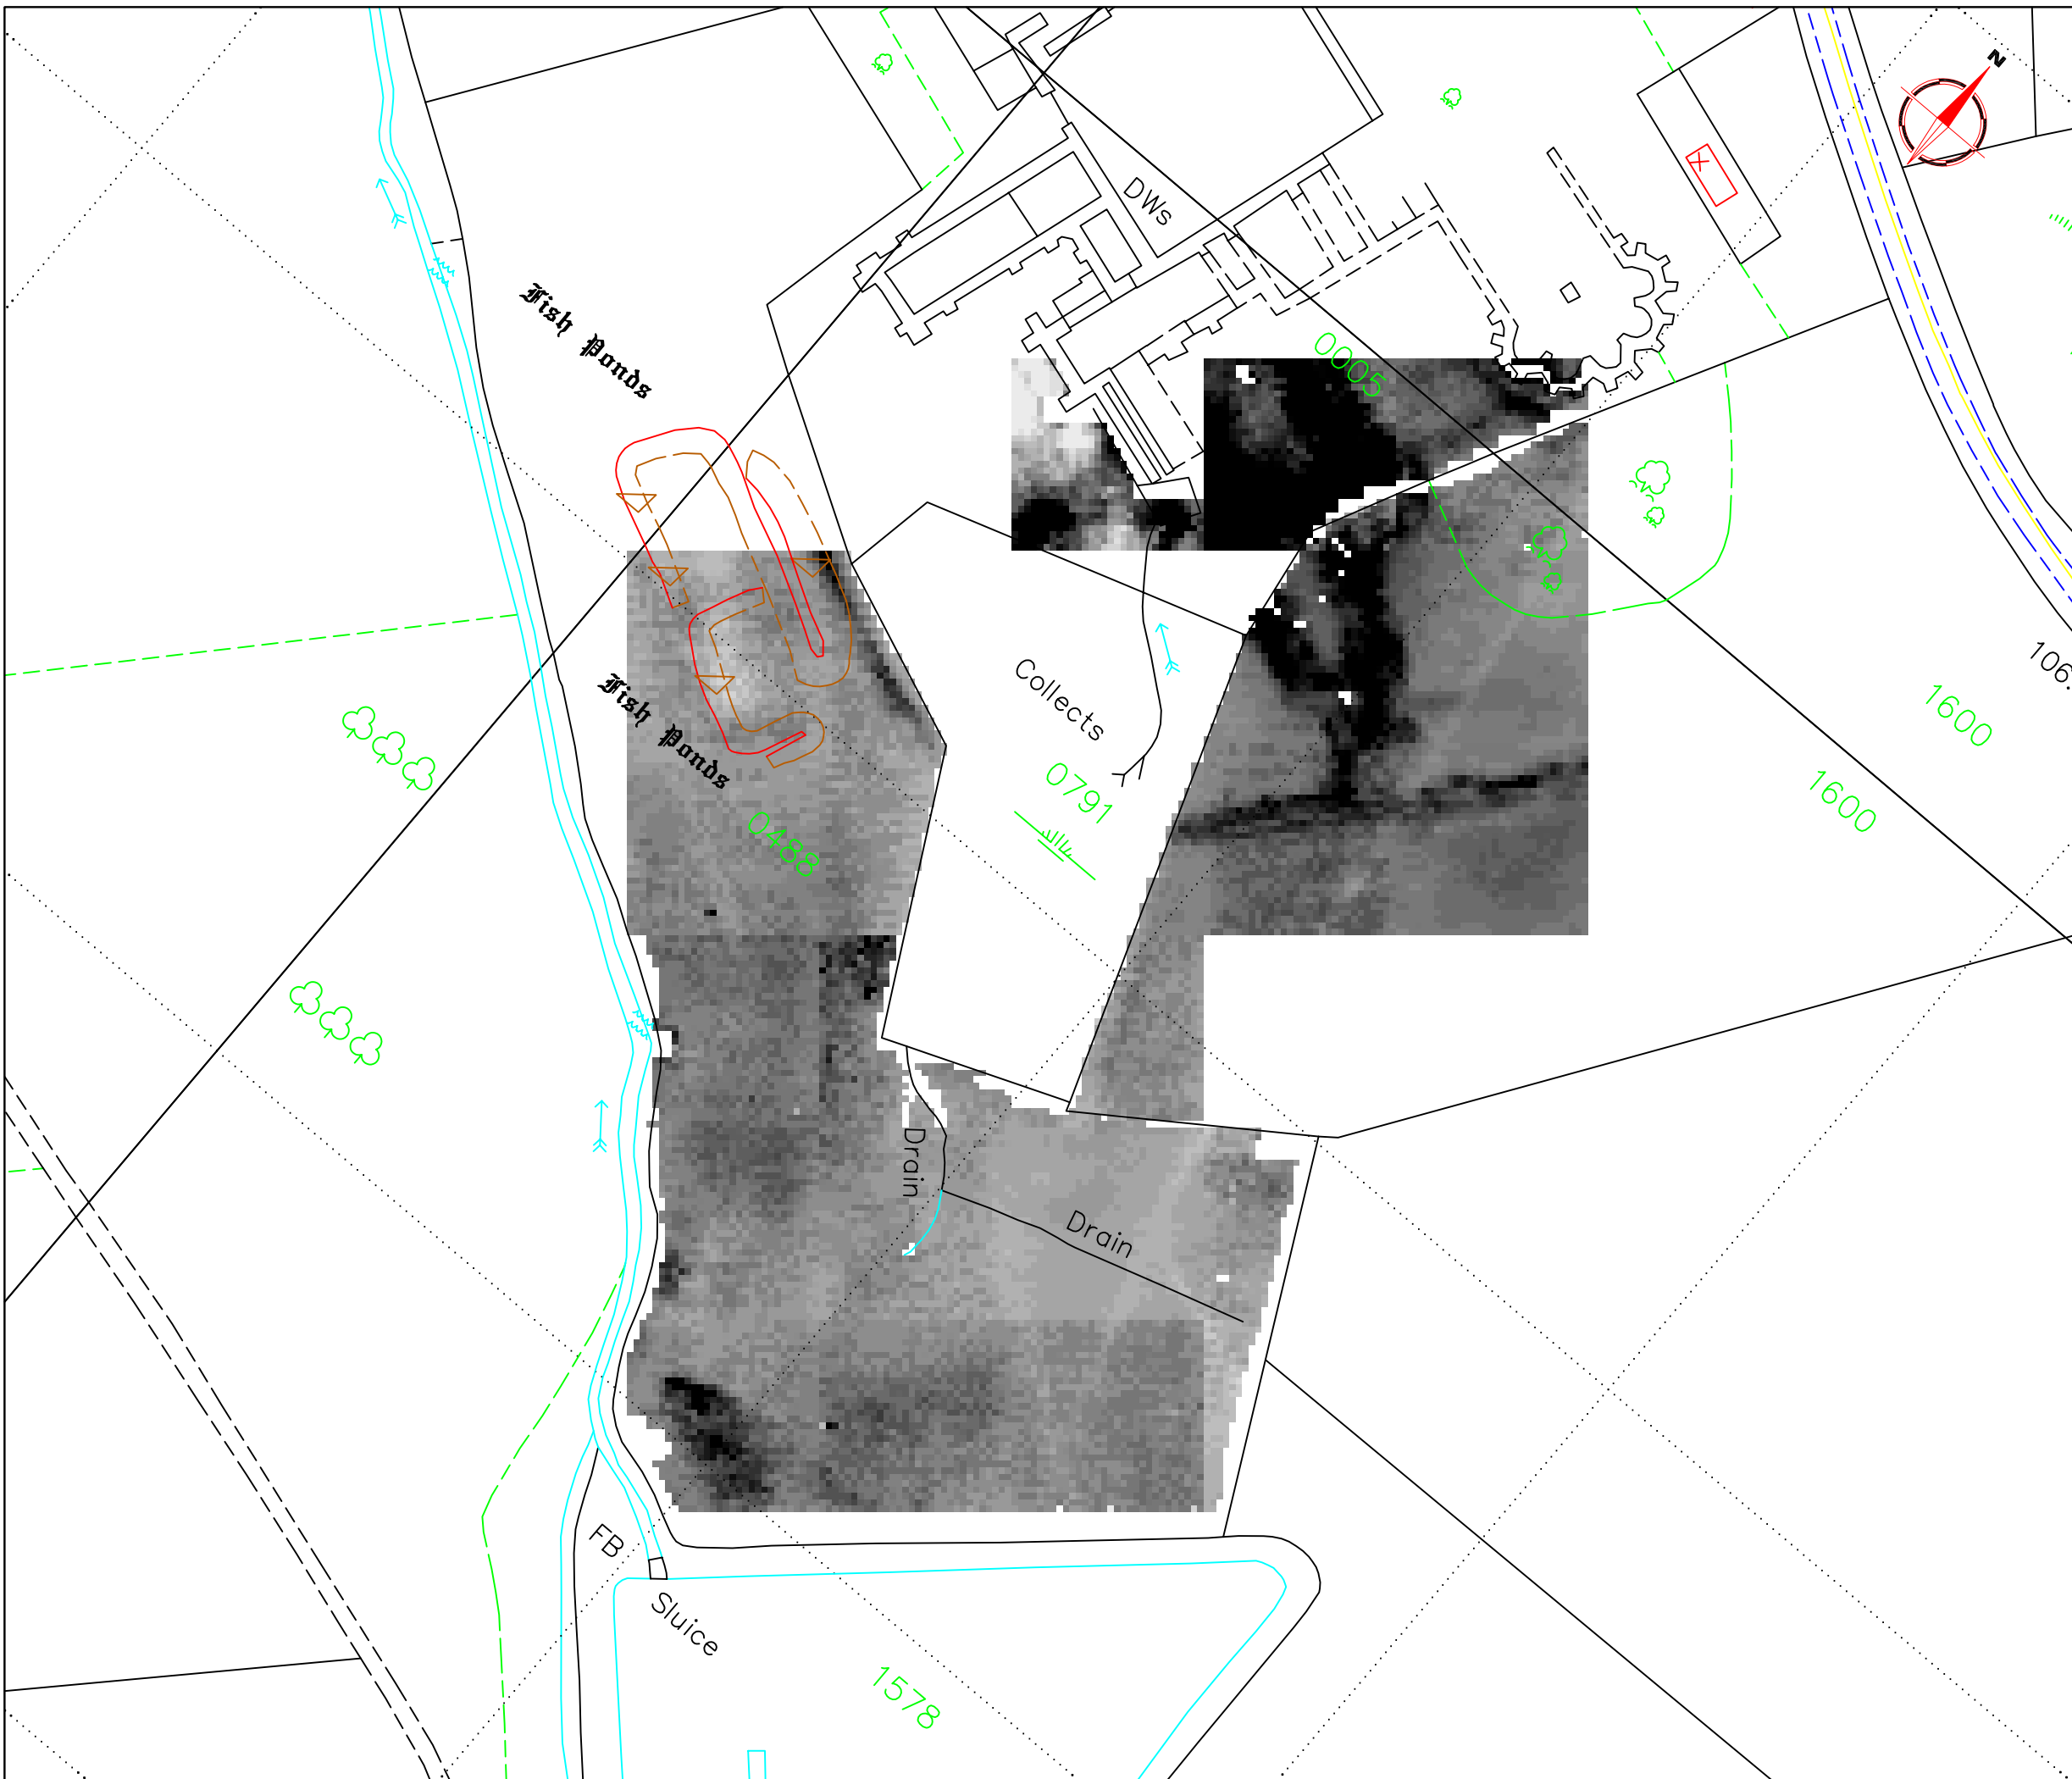 N
DWs
Fish Ponds
0005
106.
Collects
Fish Ponds
1600
0791
1600
0488
Drain
Drain
FB
Sluice
1578